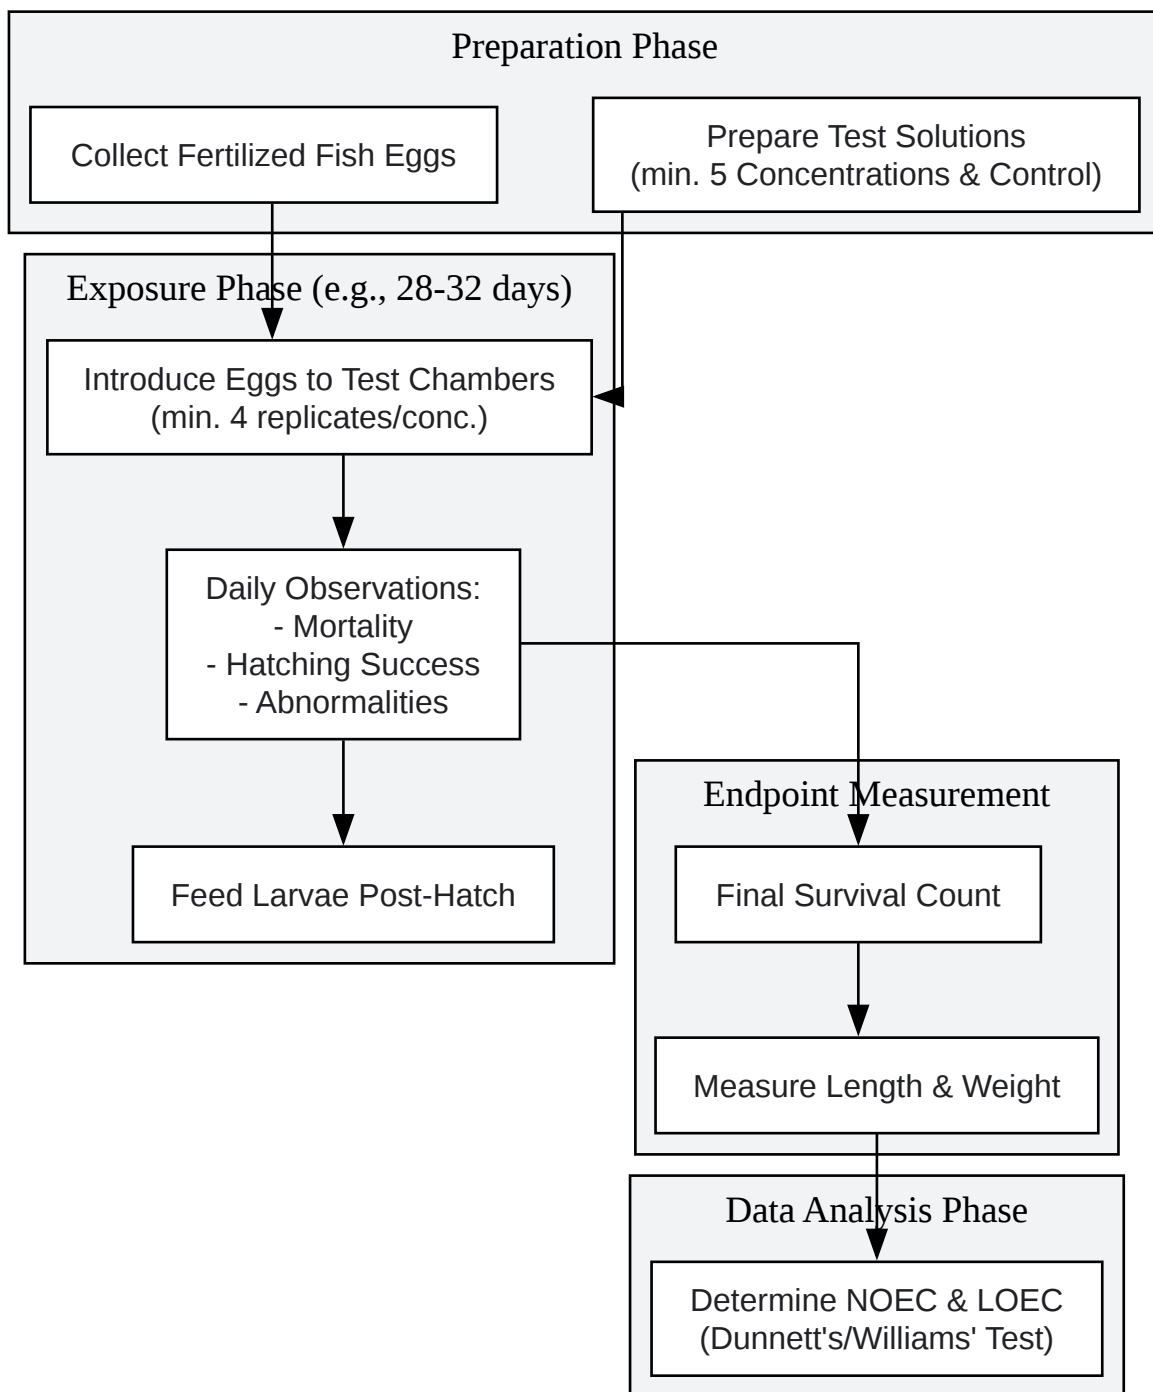 Preparation Phase
Collect Fertilized Fish Eggs
Prepare Test Solutions
(min. 5 Concentrations & Control)
Exposure Phase (e.g., 28-32 days)
Introduce Eggs to Test Chambers
(min. 4 replicates/conc.)
Daily Observations:
- Mortality
- Hatching Success
- Abnormalities
Feed Larvae Post-Hatch
Endpoint Measurement
Final Survival Count
Measure Length & Weight
Data Analysis Phase
Determine NOEC & LOEC
(Dunnett's/Williams' Test)